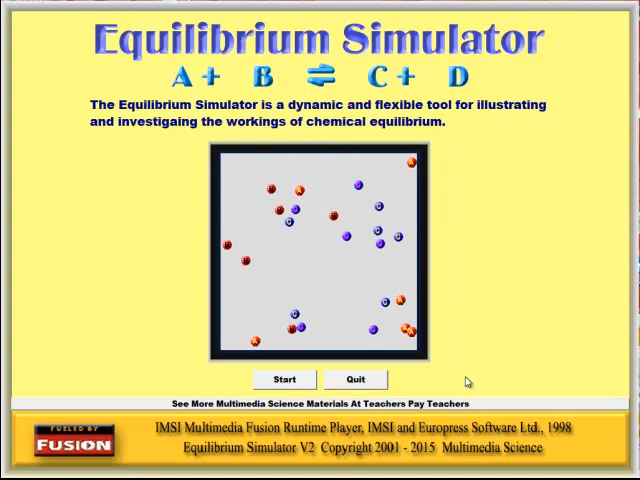 Equilibrium Simulator
A + B ⇌ C + D
The Equilibrium Simulator is a dynamic and flexible tool for illustrating
and investigaing the workings of chemical equilibrium.
Start Quit
See More Multimedia Science Materials At Teachers Pay Teachers
FUELED BY
FUSION
IMSI Multimedia Fusion Runtime Player, IMSI and Europress Software Ltd., 1998
Equilibrium Simulator V2 Copyright 2001 - 2015 Multimedia Science